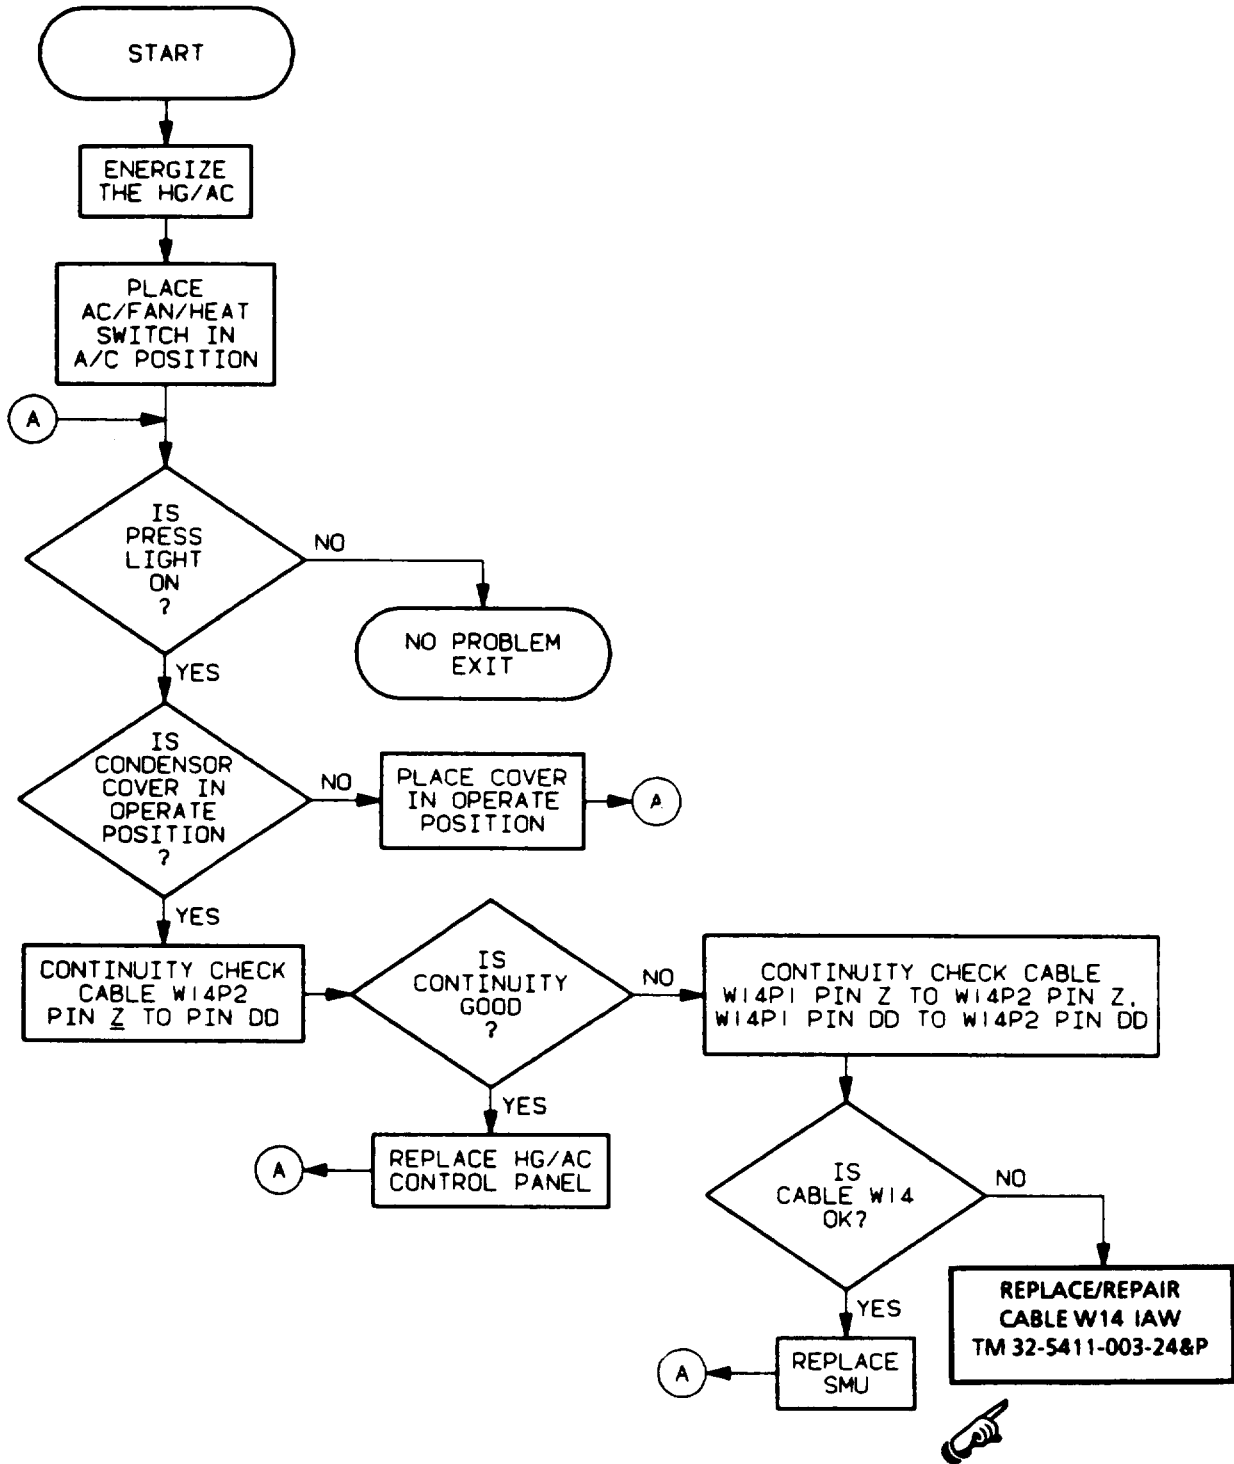 START
ENERGIZE
THE HG/AC
PLACE
AC/FAN/HEAT
SWITCH IN
A/C POSITION
A
IS
PRESS
LIGHT
ON
?
NO
NO PROBLEM
EXIT
YES
IS
CONDENSOR
COVER IN
OPERATE
POSITION
?
NO
PLACE COVER
IN OPERATE
POSITION
A
YES
CONTINUITY CHECK
CABLE W14P2
PIN Z TO PIN DD
IS
CONTINUITY
GOOD
?
NO
CONTINUITY CHECK CABLE
W14P1 PIN Z TO W14P2 PIN Z,
W14P1 PIN DD TO W14P2 PIN DD
YES
REPLACE HG/AC
CONTROL PANEL
A
IS
CABLE W14
OK?
NO
REPLACE/REPAIR
CABLE W14 IAW
TM 32-5411-003-24&P
YES
REPLACE
SMU
A